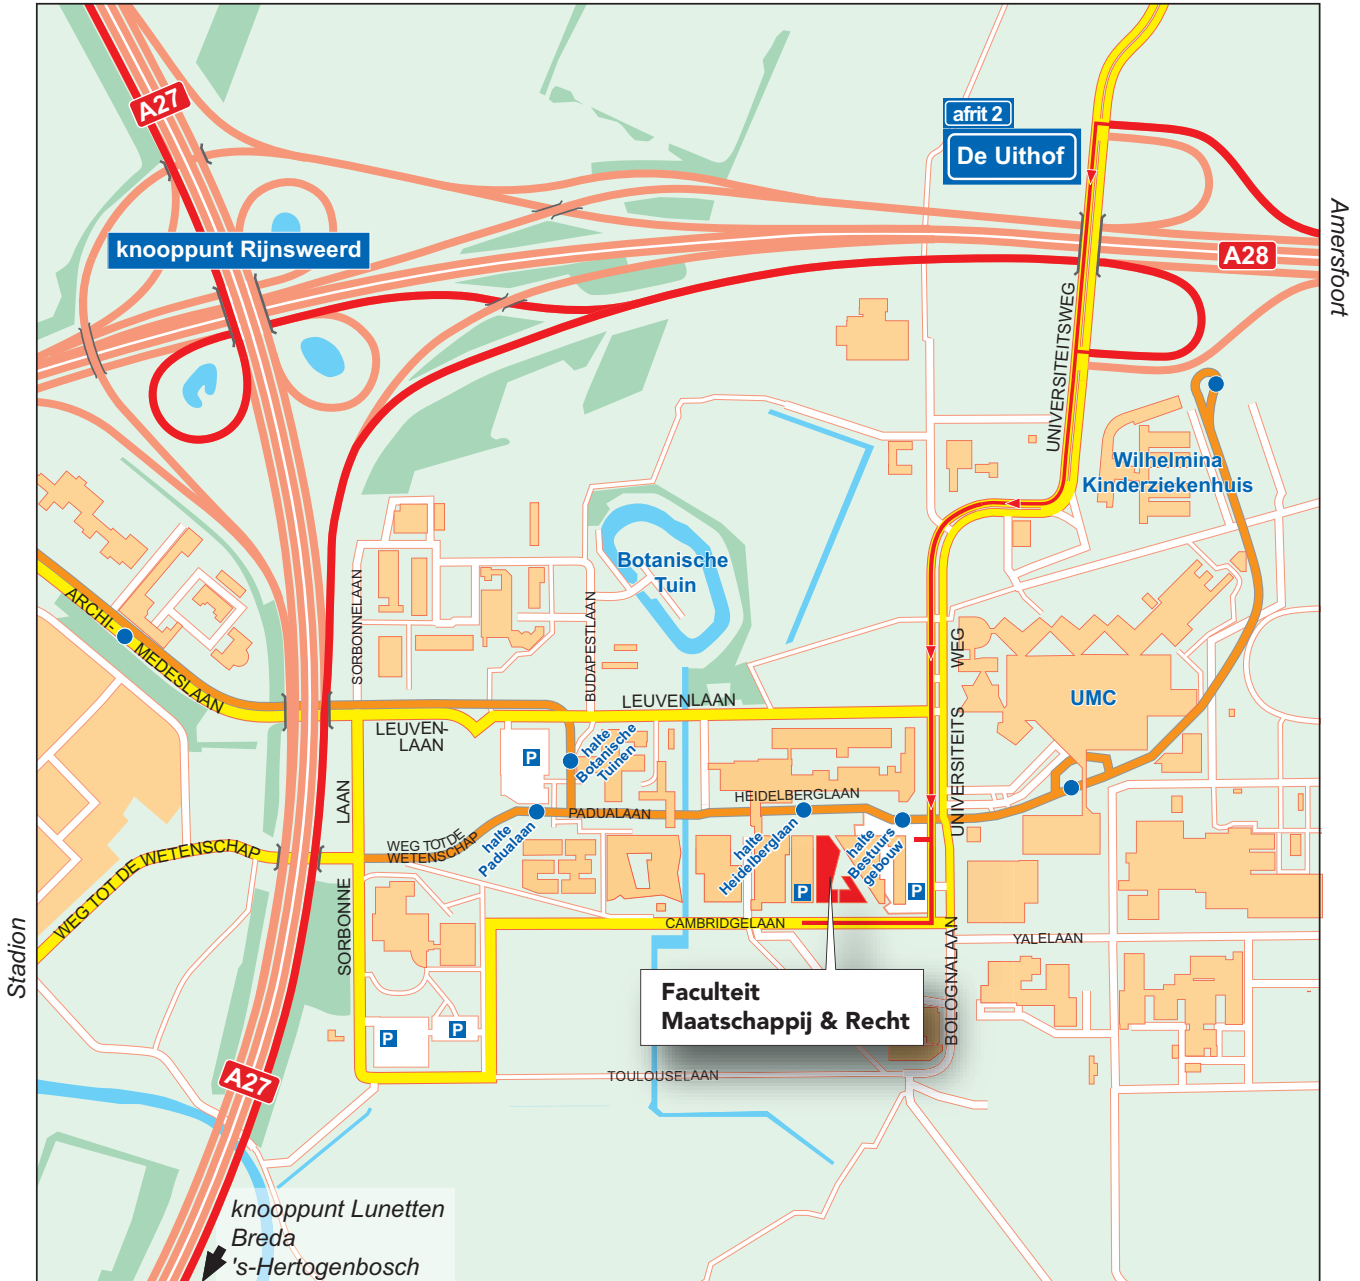 A27
afrit 2
De Uithof
Amersfoort
knooppunt Rijnsweerd
A28
UNIVERSITEITSWEG
Wilhelmina
Kinderziekenhuis
Botanische
Tuin
ARCHI-
MEDESLAAN
SORBONNELAAN
BUDAPESTLAAN
LEUVENLAAN
LEUVEN-
LAAN
UNIVERSITEITS WEG
UMC
P
halte
Botanische
Tuinen
HEIDELBERGLAAN
PADUALAAN
WEG TOT DE
WETENSCHAP
halte
Padualaan
halte
Heidelberglaan
halte
Bestuurs
gebouw
P
P
WEG TOT DE WETENSCHAP
SORBONNE LAAN
CAMBRIDGELAAN
YALELAAN
BOLOGNALAAN
Stadion
Faculteit
Maatschappij & Recht
P
P
TOULOUSELAAN
A27
knooppunt Lunetten
Breda
's-Hertogenbosch